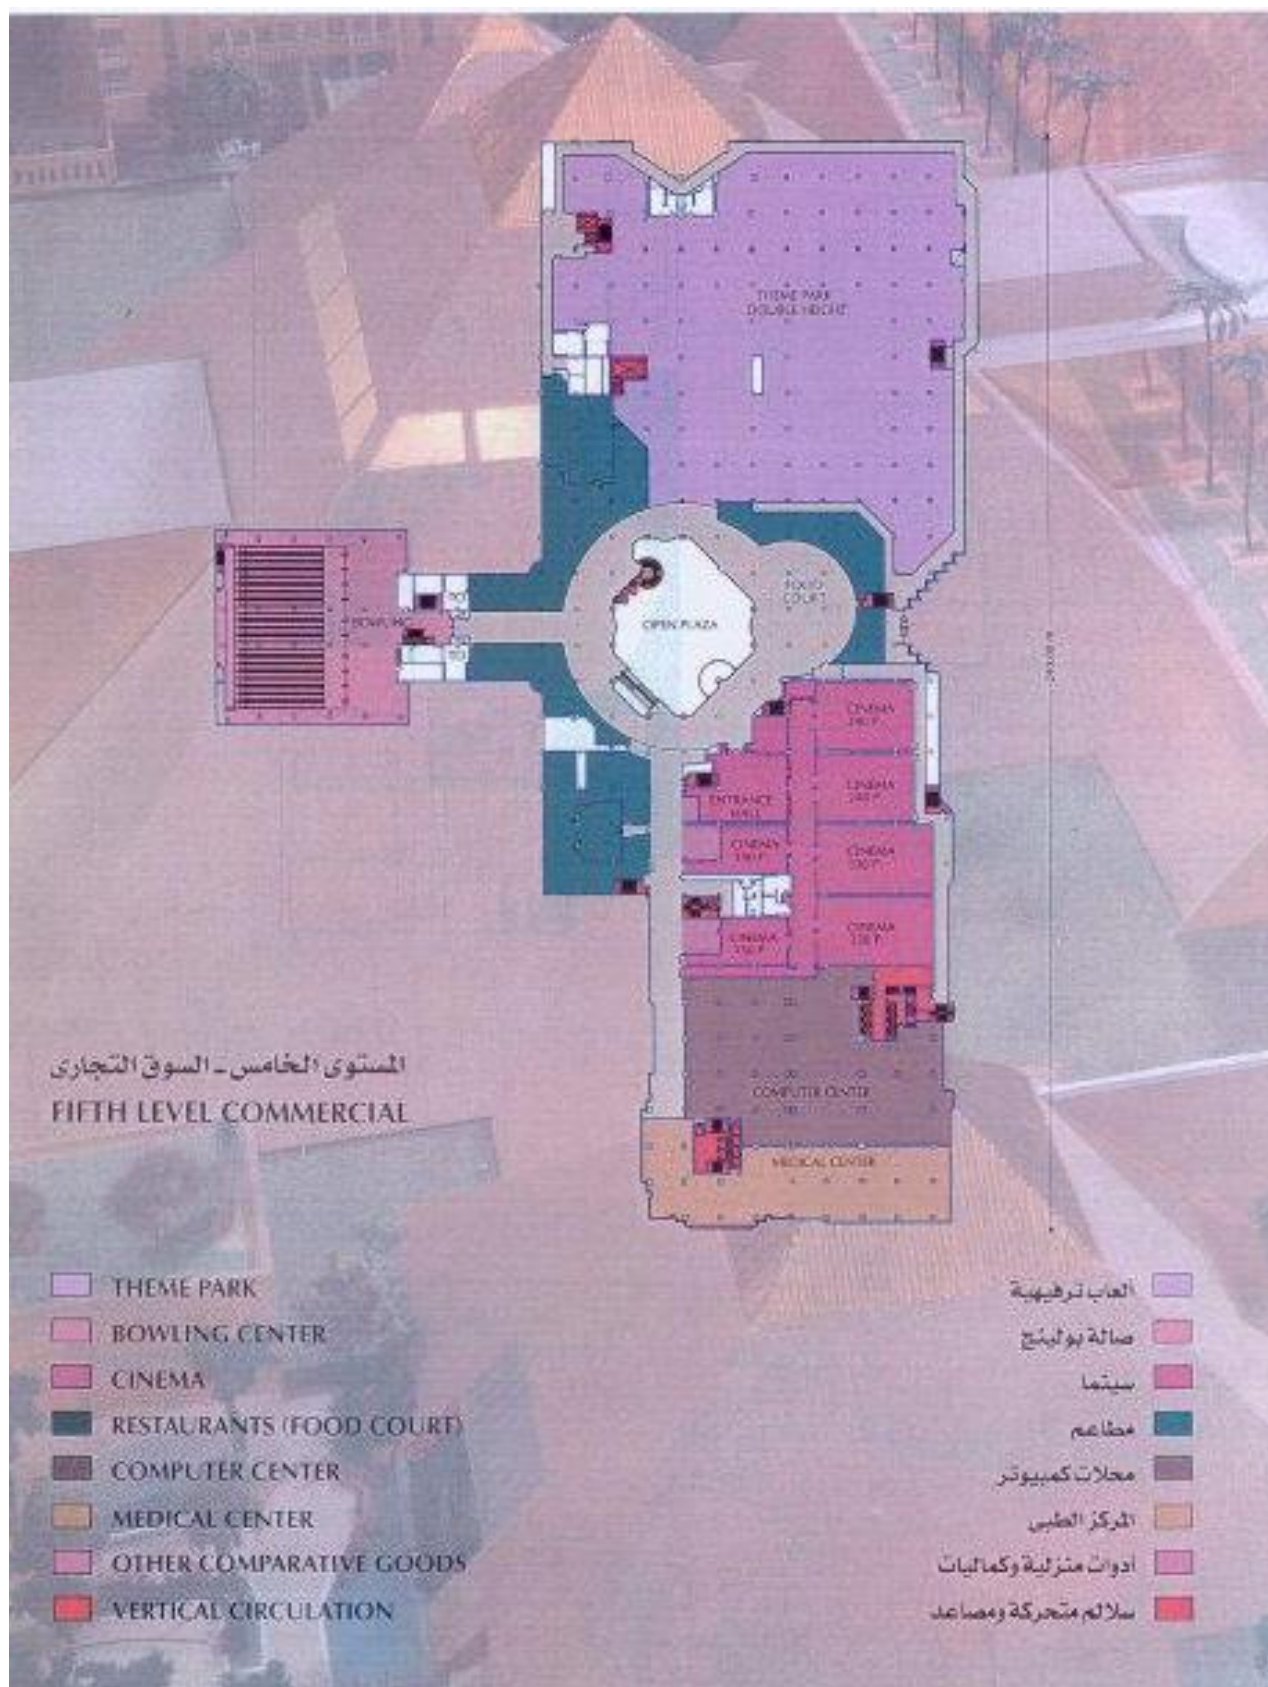 THEME PARK
DOUBLE HEIGHT
FOOD
COURT
OPEN PLAZA
BOWLING
CINEMA
CINEMA
ENTRANCE
HALL
CINEMA
CINEMA
CINEMA
CINEMA
COMPUTER CENTER
MEDICAL CENTER
المستوى الخامس - السوق التجارى
FIFTH LEVEL COMMERCIAL
THEME PARK
ألعاب ترفيهية
BOWLING CENTER
صالة بولينج
CINEMA
سينما
RESTAURANTS (FOOD COURT)
مطاعم
COMPUTER CENTER
محلات كمبيوتر
MEDICAL CENTER
المركز الطبى
OTHER COMPARATIVE GOODS
أدوات منزلية وكماليات
VERTICAL CIRCULATION
سلالم متحركة ومصاعد